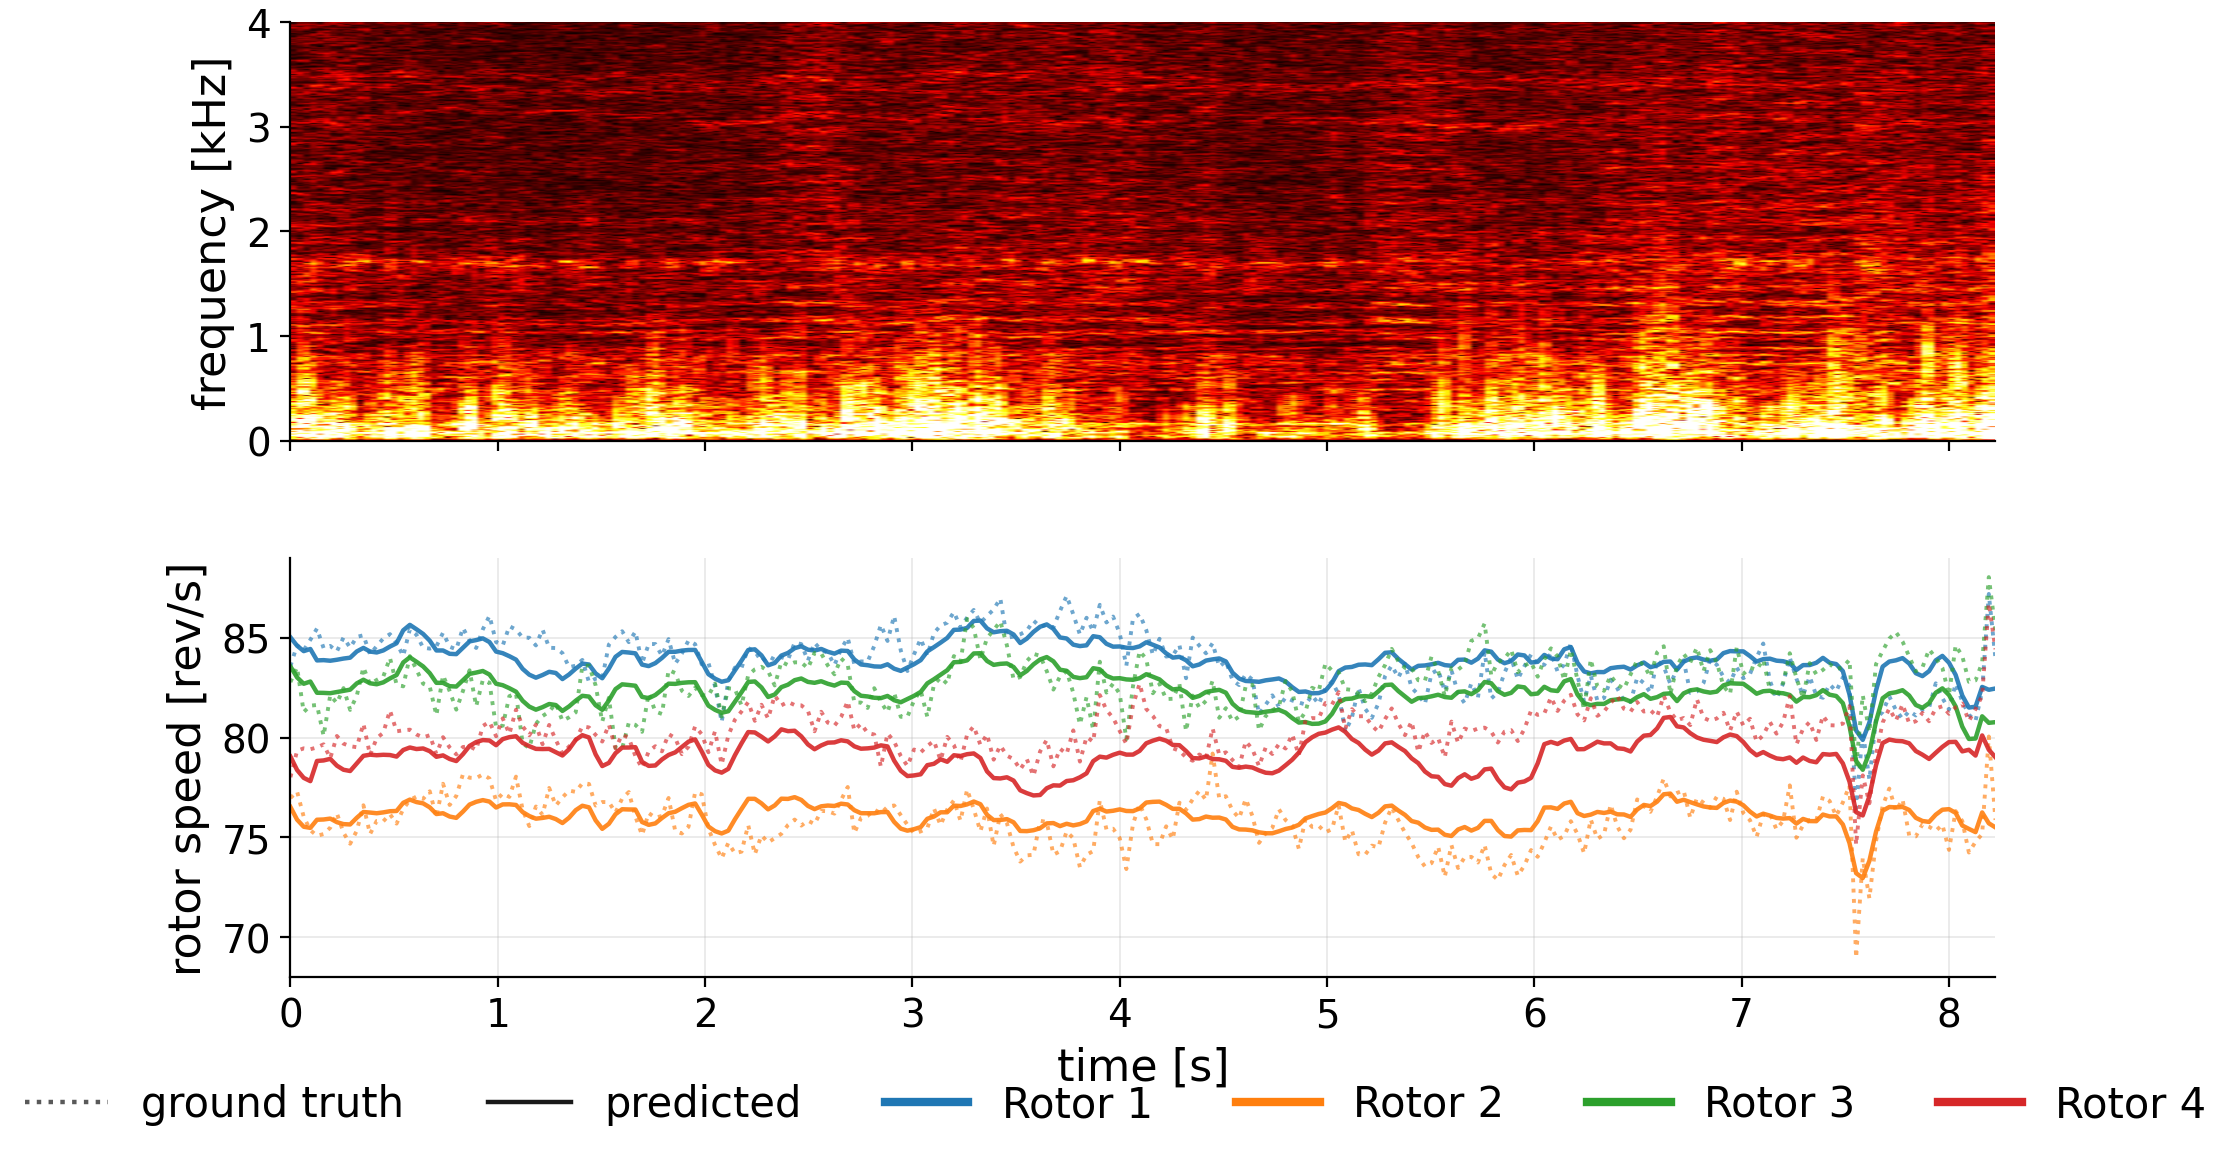 4
3
2
1
0
frequency [kHz]
85
80
75
70
rotor speed [rev/s]
0 1 2 3 4 5 6 7 8
time [s]
ground truth predicted Rotor 1 Rotor 2 Rotor 3 Rotor 4